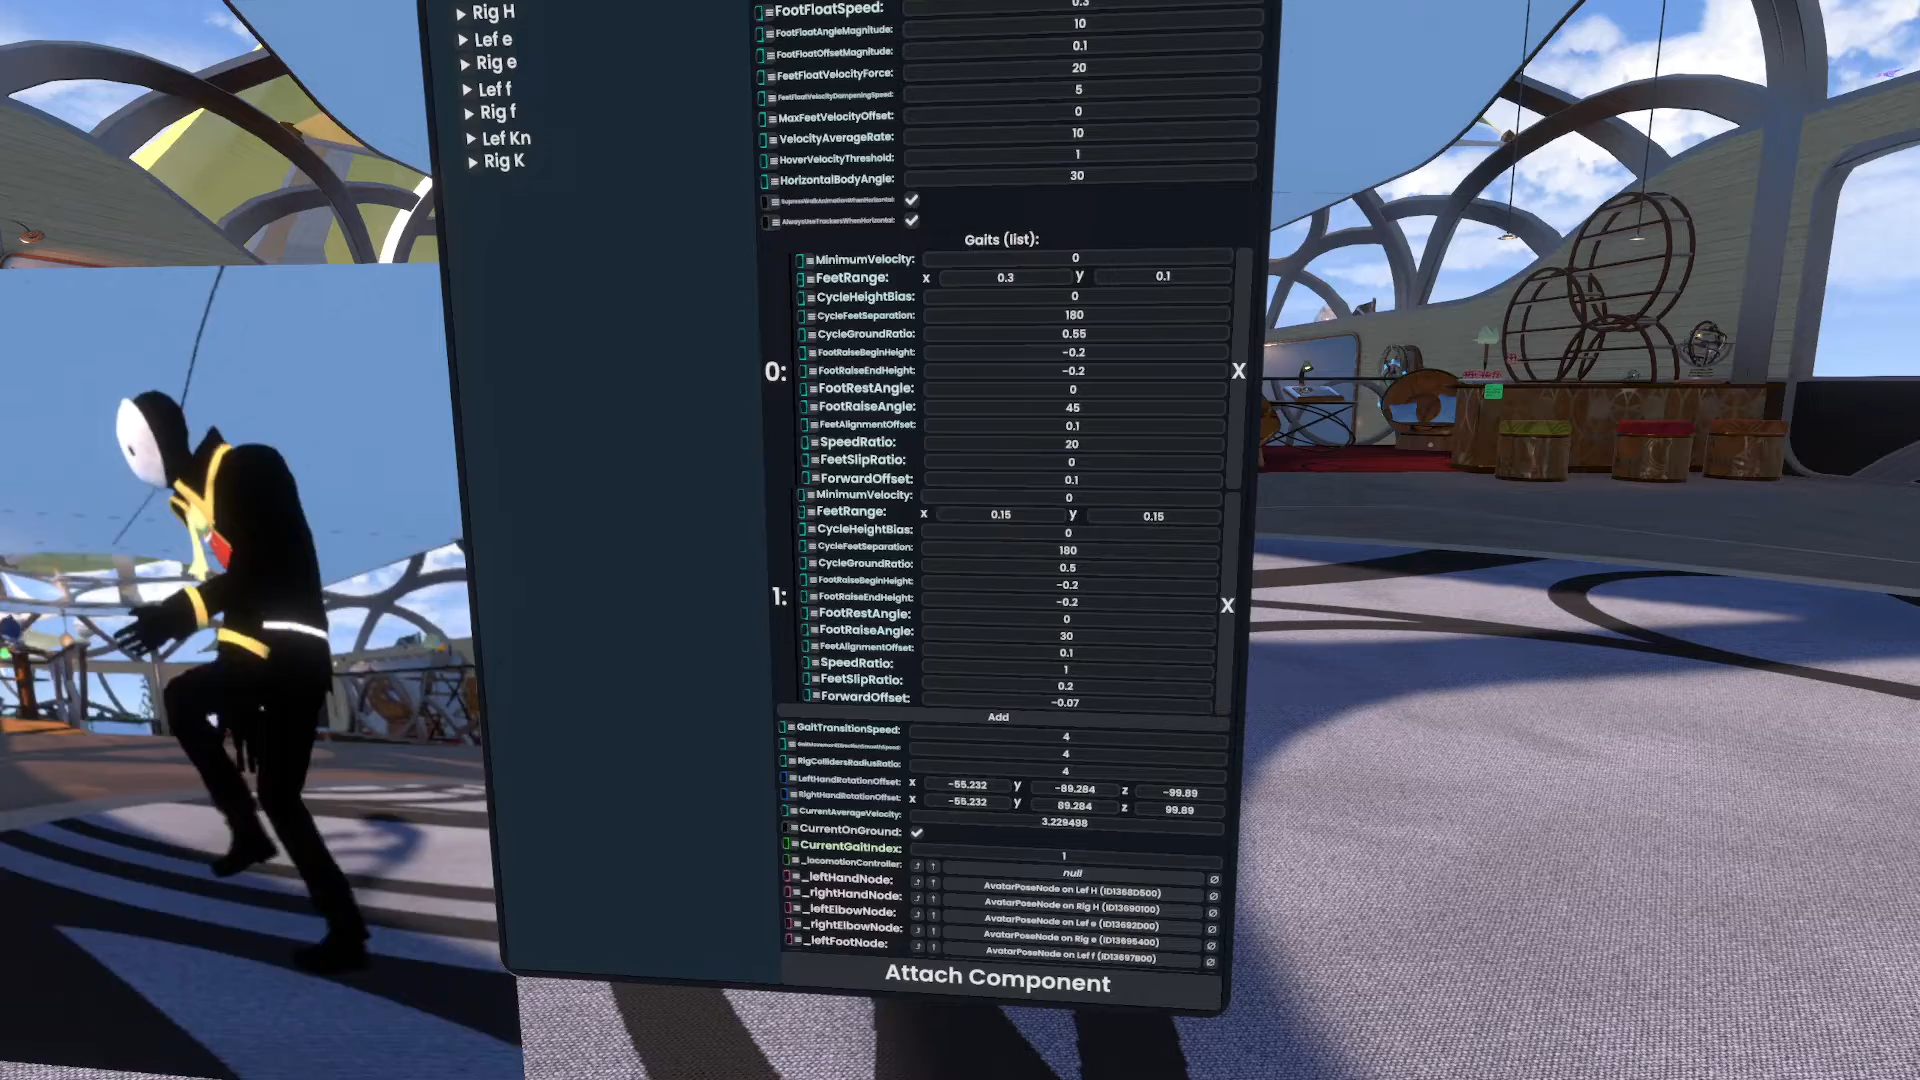 Rig H
Lef e
Rig e
Lef f
Rig f
Lef Kn
Rig K
FootFloatSpeed: 0.3
FootFloatAngleMagnitude: 10
FootFloatOffsetMagnitude: 0.1
FeetFloatVelocityForce: 20
FeetFloatVelocityDampeningSpeed: 5
MaxFeetVelocityOffset: 0
VelocityAverageRate: 10
HoverVelocityThreshold: 1
HorizontalBodyAngle: 30
SupressWalkAnimationWhenHorizontal:
AlwaysUseTrackersWhenHorizontal:
Gaits (list):
0:
MinimumVelocity: 0
FeetRange: x 0.3 y 0.1
CycleHeightBias: 0
CycleFeetSeparation: 180
CycleGroundRatio: 0.55
FootRaiseBeginHeight: -0.2
FootRaiseEndHeight: -0.2
FootRestAngle: 0
FootRaiseAngle: 45
FeetAlignmentOffset: 0.1
SpeedRatio: 20
FeetSlipRatio: 0
ForwardOffset: 0.1
X
1:
MinimumVelocity: 0
FeetRange: x 0.15 y 0.15
CycleHeightBias: 0
CycleFeetSeparation: 180
CycleGroundRatio: 0.5
FootRaiseBeginHeight: -0.2
FootRaiseEndHeight: -0.2
FootRestAngle: 0
FootRaiseAngle: 30
FeetAlignmentOffset: 0.1
SpeedRatio: 1
FeetSlipRatio: 0.2
ForwardOffset: -0.07
X
Add
GaitTransitionSpeed: 4
GaitMovementDirectionSmoothSpeed: 4
RigCollidersRadiusRatio: 4
LeftHandRotationOffset: x -55.232 y -89.284 z -99.89
RightHandRotationOffset: x -55.232 y 89.284 z 99.89
CurrentAverageVelocity: 3.229498
CurrentOnGround:
CurrentGaitIndex: 1
_locomotionController: null
_leftHandNode: AvatarPoseNode on Lef H (ID1368D500)
_rightHandNode: AvatarPoseNode on Rig H (ID13690100)
_leftElbowNode: AvatarPoseNode on Lef e (ID13692D00)
_rightElbowNode: AvatarPoseNode on Rig e (ID13695400)
_leftFootNode: AvatarPoseNode on Lef f (ID13697B00)
Attach Component